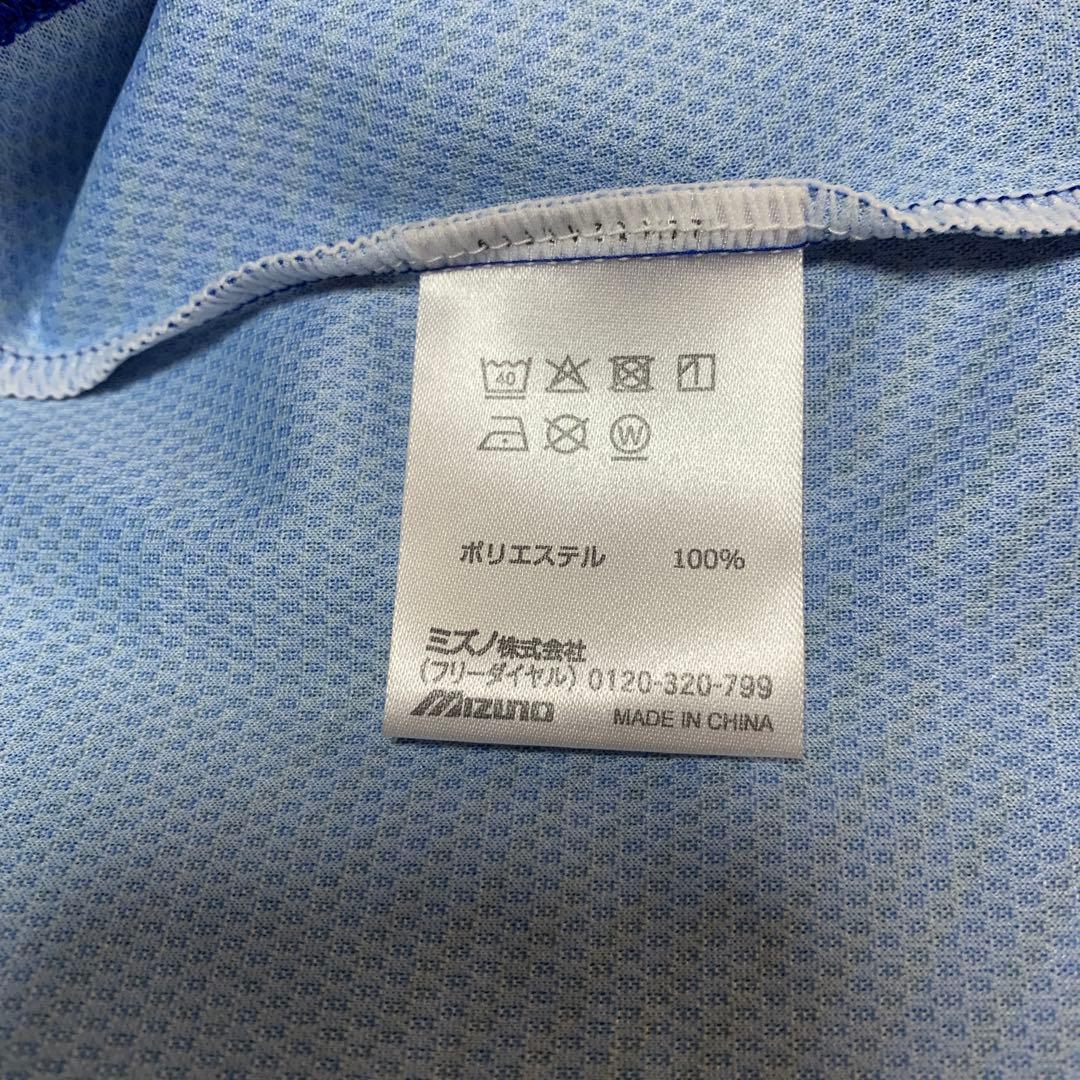 40
W
ポリエステル 100%
ミズノ株式会社
(フリーダイヤル) 0120-320-799
MIZUNO MADE IN CHINA